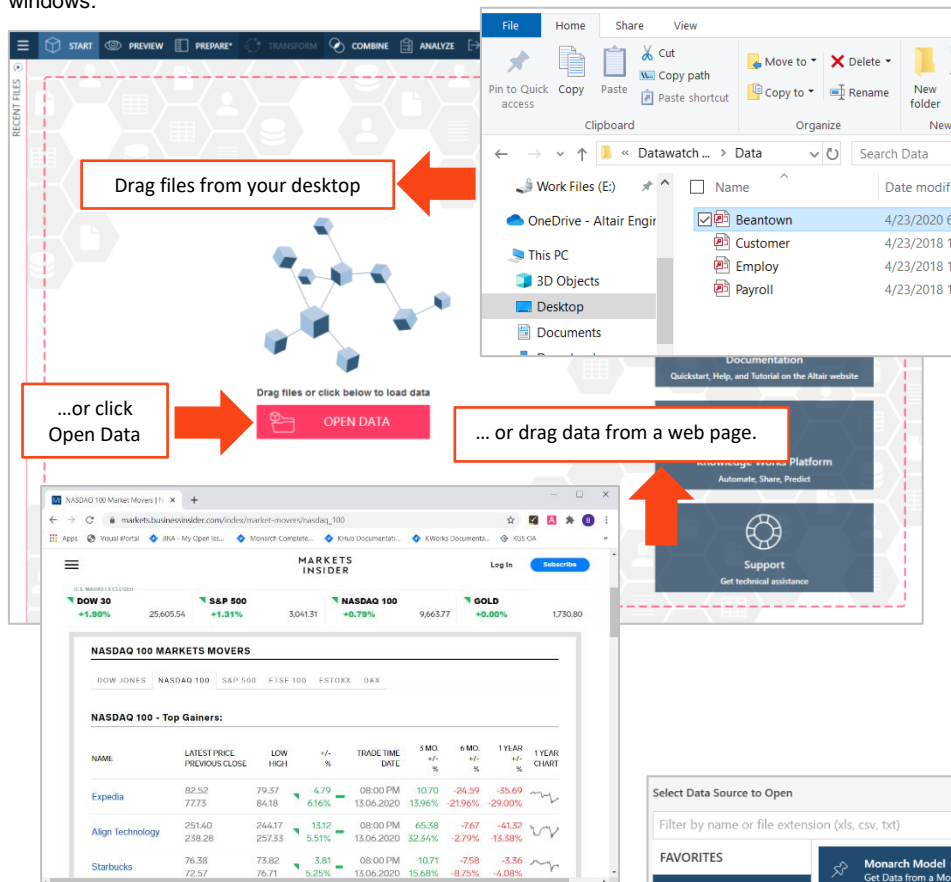 windows.
START PREVIEW PREPARE* TRANSFORM COMBINE ANALYZE
RECENT FILES
File Home Share View
Pin to Quick access
Copy
Paste
Cut
Copy path
Paste shortcut
Move to
Copy to
Delete
Rename
New folder
Clipboard Organize New
« Datawatch ... > Data
Search Data
Work Files (E:)
OneDrive - Altair Engir
This PC
3D Objects
Desktop
Documents
Name Date modif
Beantown 4/23/2020 6
Customer 4/23/2018 1
Employ 4/23/2018 1
Payroll 4/23/2018 1
Drag files from your desktop
Drag files or click below to load data
OPEN DATA
...or click
Open Data
... or drag data from a web page.
Documentation
Quickstart, Help, and Tutorial on the Altair website
Knowledge Works Platform
Automate, Share, Predict
Support
Get technical assistance
NASDAQ 100 Market Movers | N
markets.businessinsider.com/index/market-movers/nasdaq_100
Apps Visual iPortal JIRA - My Open Iss... Monarch Complete... KHub Documentati... KWorks Documenta... IIGS OA
MARKETS
INSIDER
Log In Subscribe
U.S. MARKETS CLOSED
DOW 30 S&P 500 NASDAQ 100 GOLD
+1.90% 25,605.54 +1.31% 3,041.31 +0.79% 9,663.77 +0.00% 1,730.80
NASDAQ 100 MARKETS MOVERS
DOW JONES NASDAQ 100 S&P 500 FTSE 100 ESTOXX DAX
NASDAQ 100 - Top Gainers:
NAME LATEST PRICE PREVIOUS CLOSE LOW HIGH +/- % TRADE TIME DATE 3 MO. +/- % 6 MO. +/- % 1 YEAR +/- % 1 YEAR CHART
Expedia 82.52 79.37 4.79 08:00 PM 10.70 -24.59 -35.69
77.73 84.18 6.16% 13.06.2020 13.96% -21.96% -29.00%
Align Technology 251.40 244.17 13.12 08:00 PM 65.38 -7.67 -41.32
238.28 257.33 5.51% 13.06.2020 32.34% -2.79% -13.38%
Starbucks 76.38 73.82 3.81 08:00 PM 10.71 -7.58 -3.36
72.57 76.71 5.25% 13.06.2020 15.68% -8.75% -4.08%
Select Data Source to Open
Filter by name or file extension (xls, csv, txt)
FAVORITES
Monarch Model
Get Data from a Mo